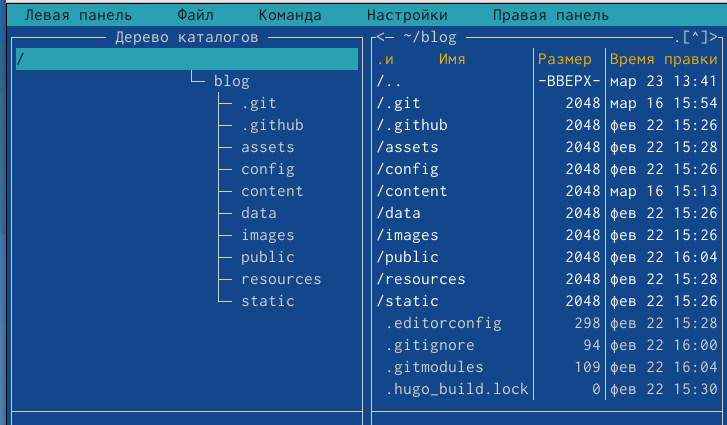 Левая панель Файл Команда Настройки Правая панель
Дерево каталогов
/
blog
.git
.github
assets
config
content
data
images
public
resources
static
<— ~/blog .[^]>
.и Имя Размер Время правки
/.. -ВВЕРХ- мар 23 13:41
/.git 2048 мар 16 15:54
/.github 2048 фев 22 15:26
/assets 2048 фев 22 15:28
/config 2048 фев 22 15:26
/content 2048 мар 16 15:13
/data 2048 фев 22 15:26
/images 2048 фев 22 15:26
/public 2048 фев 22 16:04
/resources 2048 фев 22 15:28
/static 2048 фев 22 15:26
.editorconfig 298 фев 22 15:28
.gitignore 94 фев 22 16:00
.gitmodules 109 фев 22 16:04
.hugo_build.lock 0 фев 22 15:30